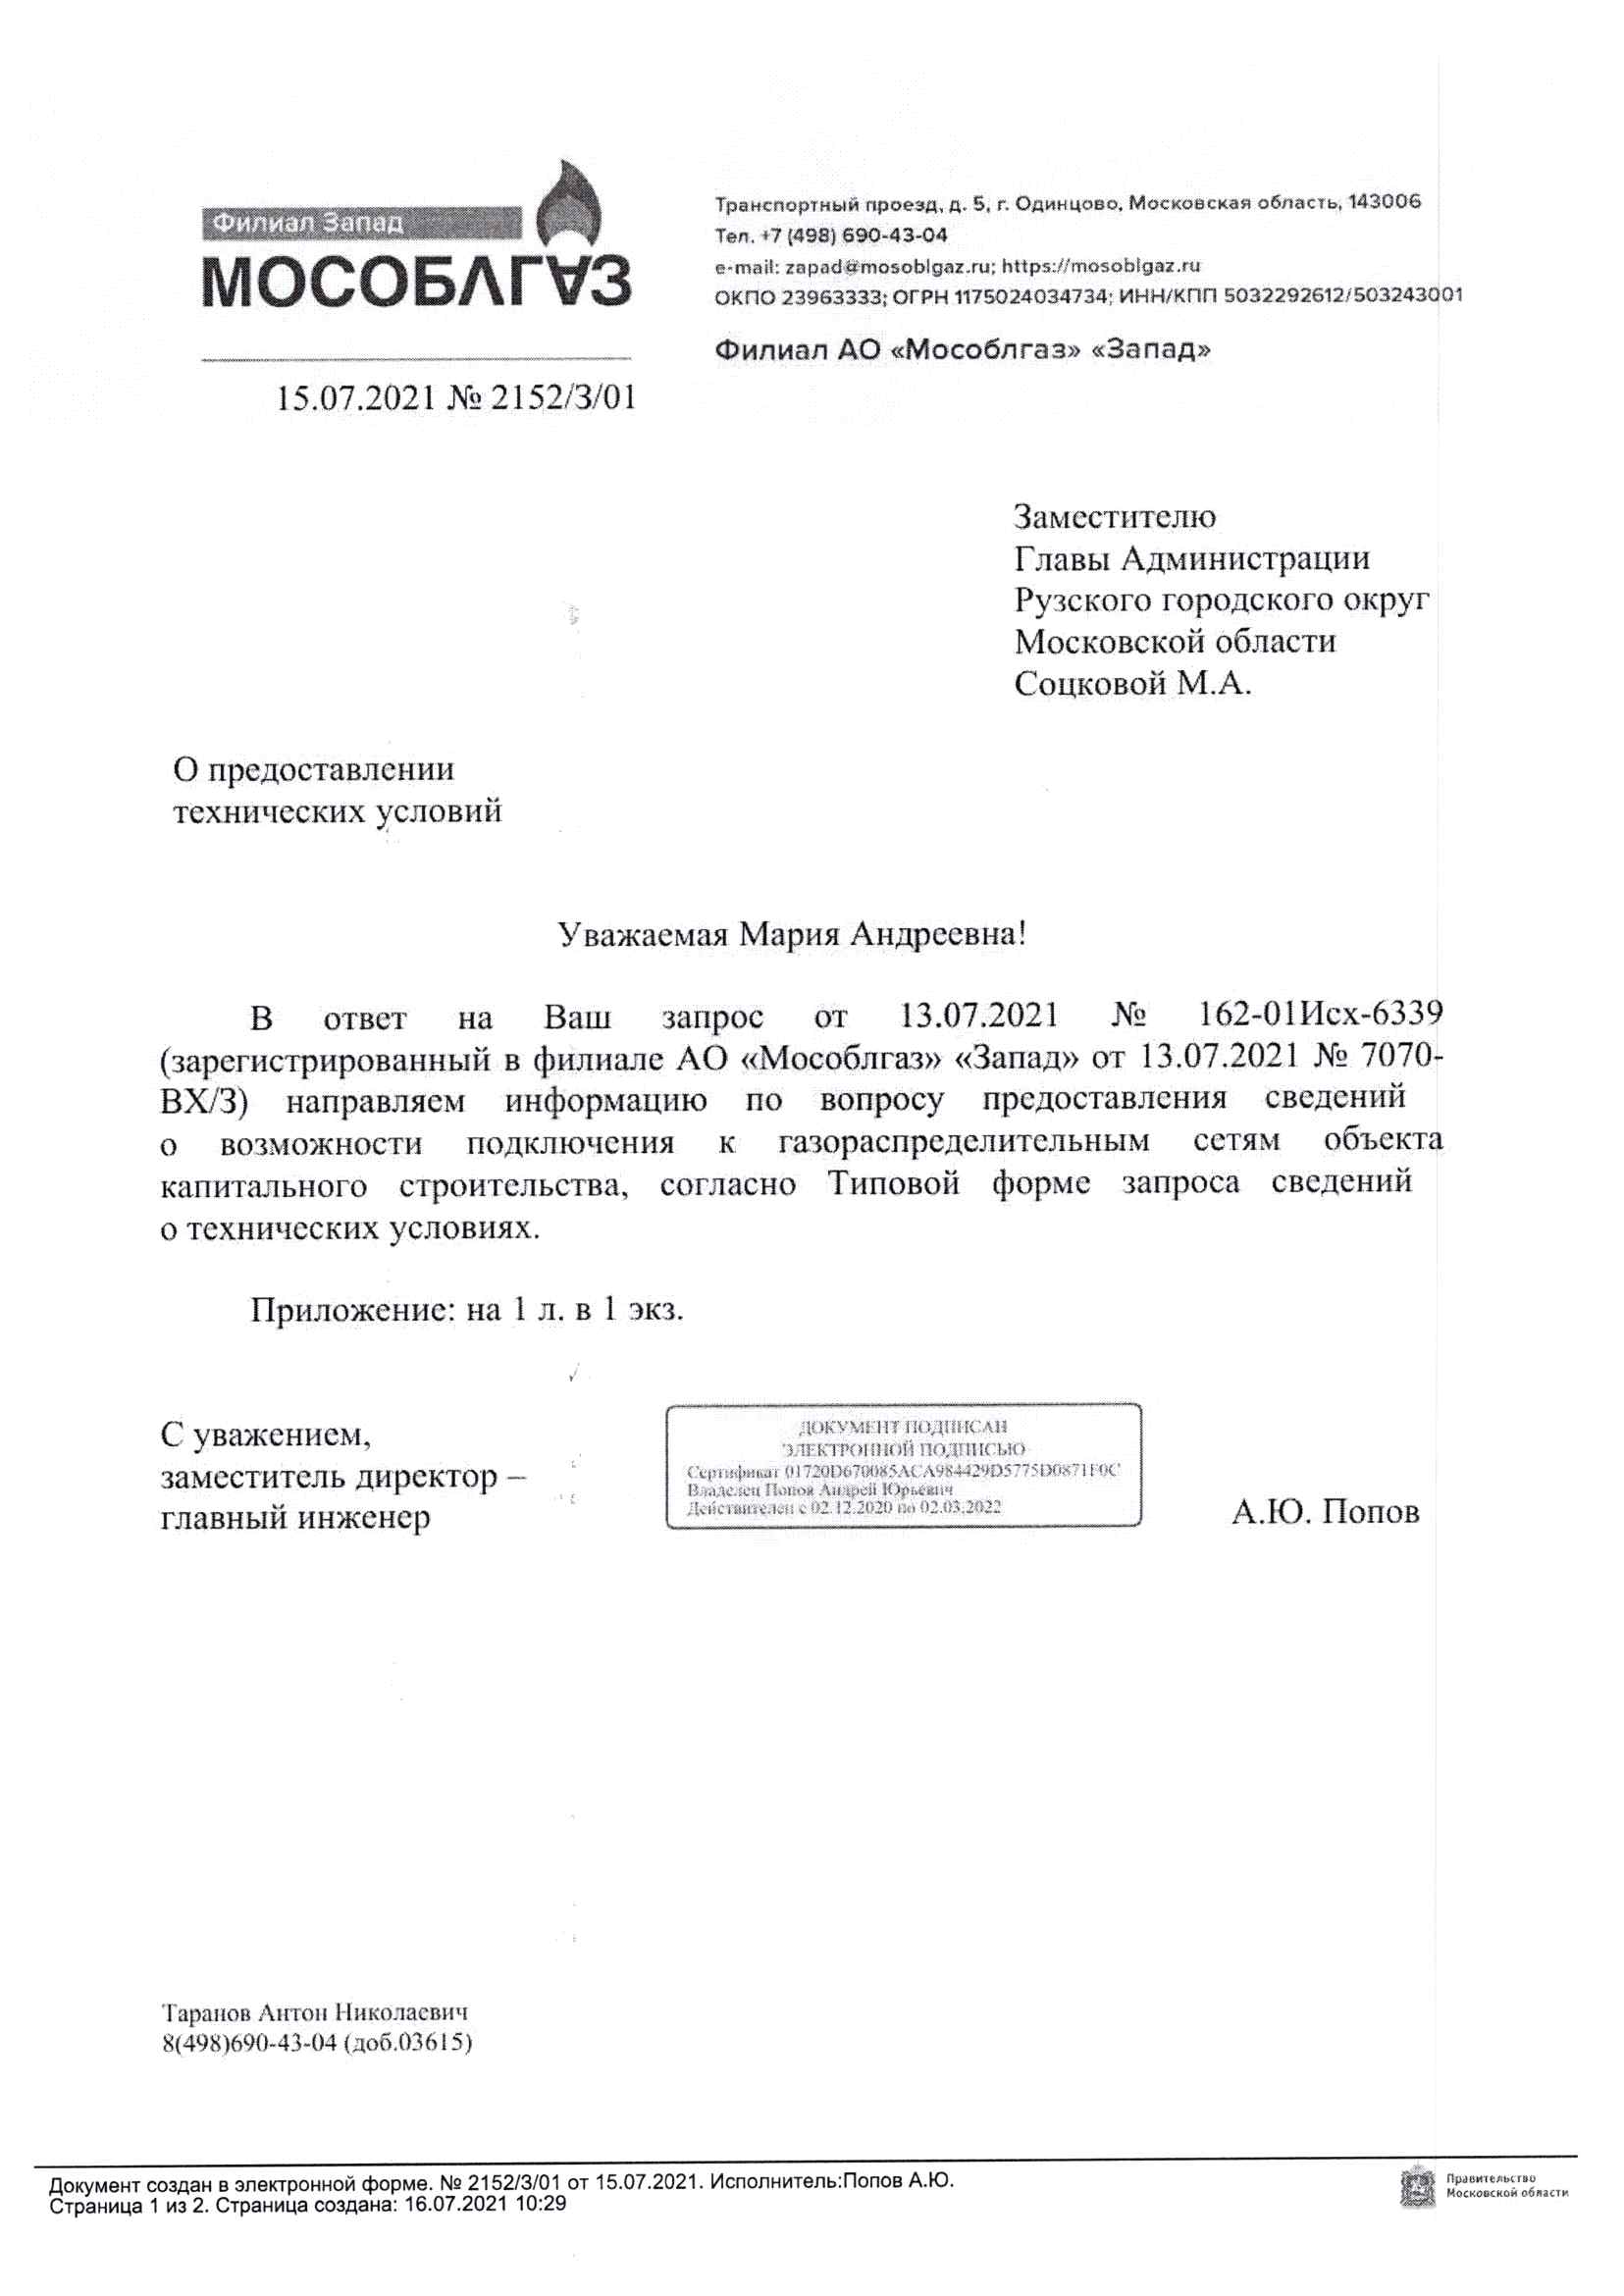 Филиал Запад
МОСОБЛГАЗ
15.07.2021 № 2152/З/01
Транспортный проезд, д. 5, г. Одинцово, Московская область, 143006
Тел. +7 (498) 690-43-04
e-mail: zapad@mosoblgaz.ru; https://mosoblgaz.ru
ОКПО 23963333; ОГРН 1175024034734; ИНН/КПП 5032292612/503243001
Филиал АО «Мособлгаз» «Запад»
Заместителю
Главы Администрации
Рузского городского округ
Московской области
Соцковой М.А.
О предоставлении
технических условий
Уважаемая Мария Андреевна!
В ответ на Ваш запрос от 13.07.2021 № 162-01Исх-6339
(зарегистрированный в филиале АО «Мособлгаз» «Запад» от 13.07.2021 № 7070-
ВХ/З) направляем информацию по вопросу предоставления сведений
о возможности подключения к газораспределительным сетям объекта
капитального строительства, согласно Типовой форме запроса сведений
о технических условиях.
Приложение: на 1 л. в 1 экз.
С уважением,
заместитель директор –
главный инженер
ДОКУМЕНТ ПОДПИСАН
ЭЛЕКТРОННОЙ ПОДПИСЬЮ
Сертификат 01720D670085ACA984429D5775D0871F0C
Владелец Попов Андрей Юрьевич
Действителен с 02.12.2020 по 02.03.2022
А.Ю. Попов
Таранов Антон Николаевич
8(498)690-43-04 (доб.03615)
Документ создан в электронной форме. № 2152/З/01 от 15.07.2021. Исполнитель:Попов А.Ю.
Страница 1 из 2. Страница создана: 16.07.2021 10:29
Правительство
Московской области